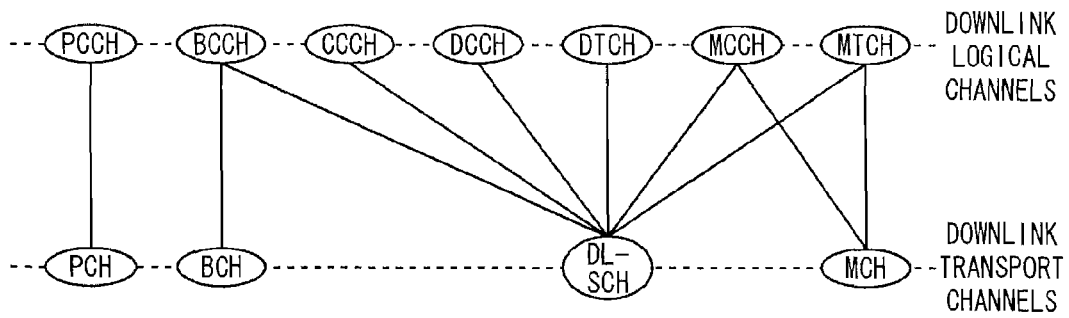 PCCH BCCH CCCH DCCH DTCH MCCH MTCH
DOWNLINK
LOGICAL
CHANNELS
PCH BCH DL-
SCH MCH
DOWNLINK
TRANSPORT
CHANNELS